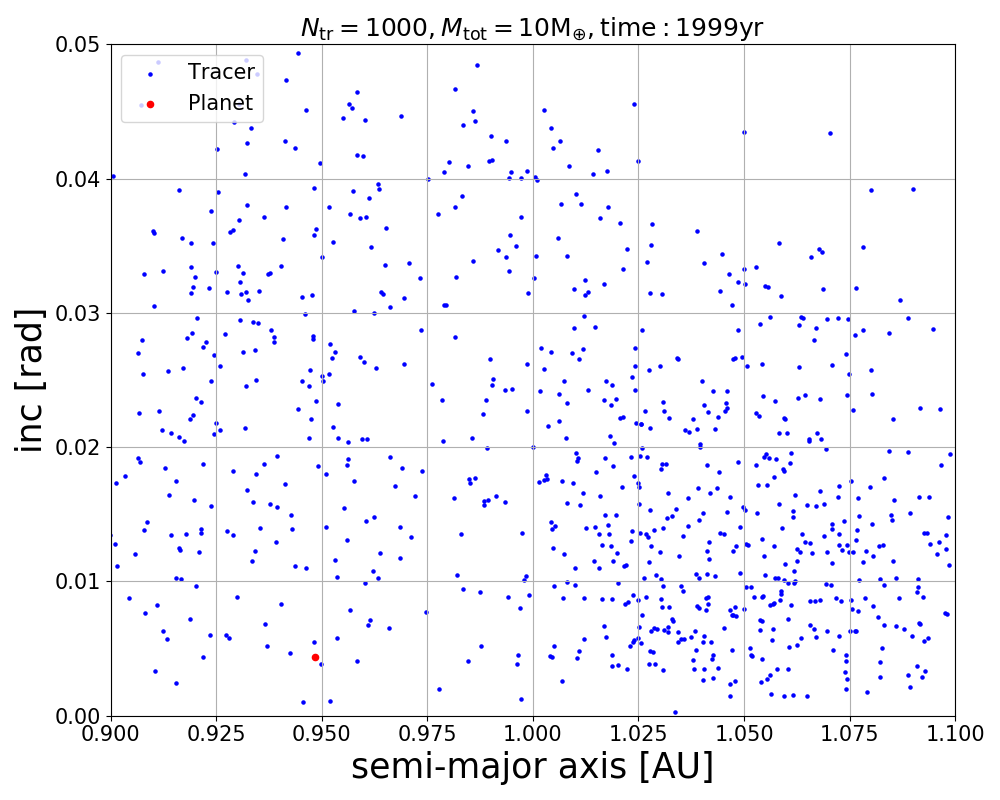 N_tr = 1000, M_tot = 10M_⊕, time : 1999yr
0.05
Tracer
Planet
0.04
0.03
0.02
0.01
0.00
inc [rad]
0.900 0.925 0.950 0.975 1.000 1.025 1.050 1.075 1.100
semi-major axis [AU]